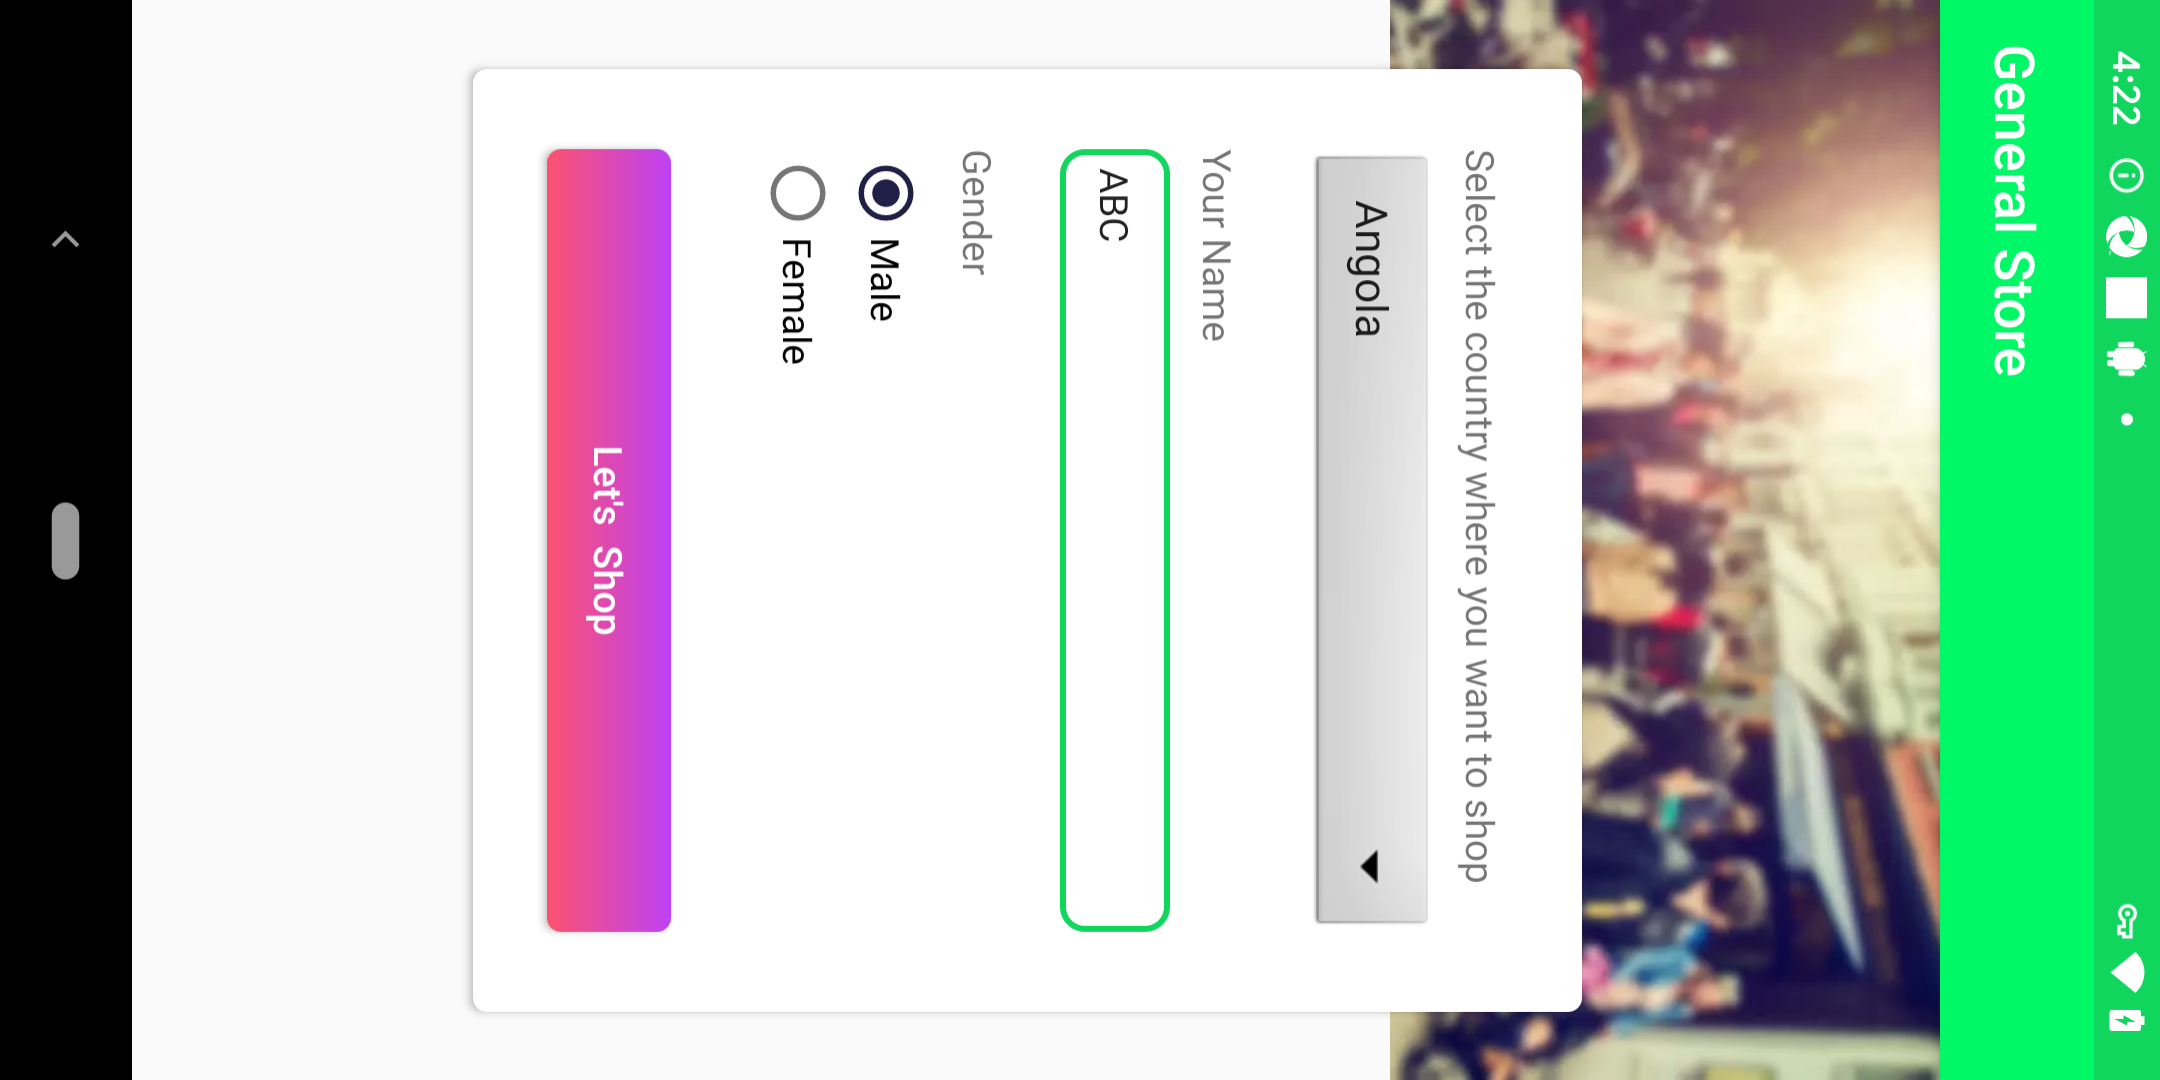 4:22
General Store
Select the country where you want to shop
Angola
Your Name
ABC
Gender
Male
Female
Let's Shop